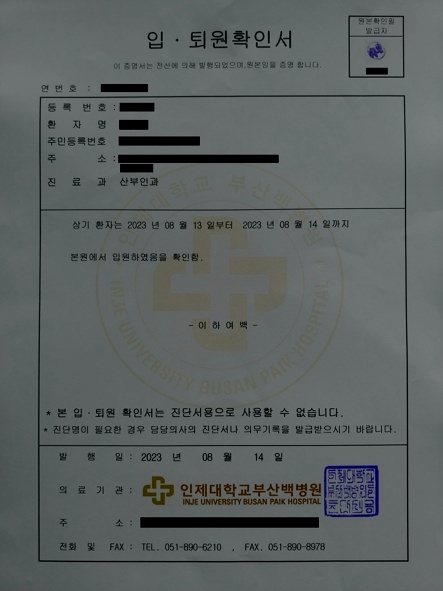 입 · 퇴원확인서
원본확인필
발급자
이 증명서는 전산에 의해 발행되었으며, 원본임을 증명 합니다.
연번호 :
등 록 번 호 :
환 자 명
주민등록번호
주 소 :
진 료 과 산부인과
상기 환자는 2023 년 08 월 13 일부터 2023 년 08 월 14 일까지
본원에서 입원하였음을 확인함.
- 이 하 여 백 -
인제대학교 부산백병원
INJE UNIVERSITY BUSAN PAIK HOSPITAL
* 본 입 · 퇴원 확인서는 진단서용으로 사용할 수 없습니다.
* 진단명이 필요한 경우 담당의사의 진단서나 의무기록을 발급받으시기 바랍니다.
발 행 일 : 2023 년 08 월 14 일
의 료 기 관 : 인제대학교부산백병원
INJE UNIVERSITY BUSAN PAIK HOSPITAL
주 소 :
전화 및 FAX : TEL. 051-890-6210 , FAX. 051-890-8978